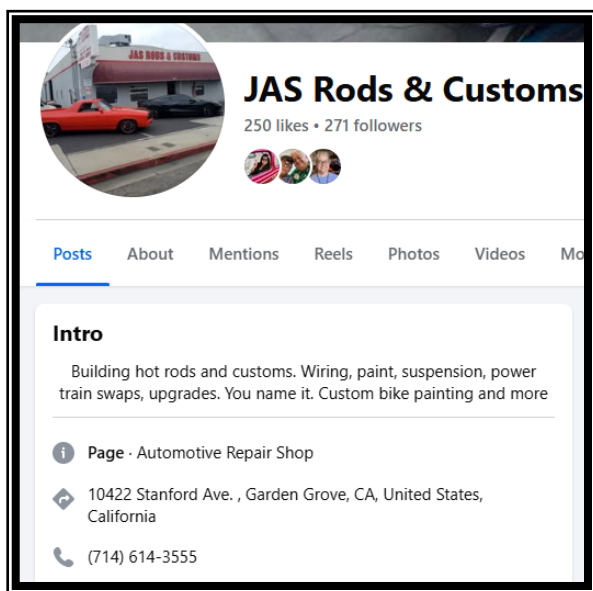 JAS RODS & CUSTOMS
JAS Rods & Customs
250 likes • 271 followers
Posts About Mentions Reels Photos Videos Mo
Intro
Building hot rods and customs. Wiring, paint, suspension, power
train swaps, upgrades. You name it. Custom bike painting and more
Page · Automotive Repair Shop
10422 Stanford Ave. , Garden Grove, CA, United States,
California
(714) 614-3555